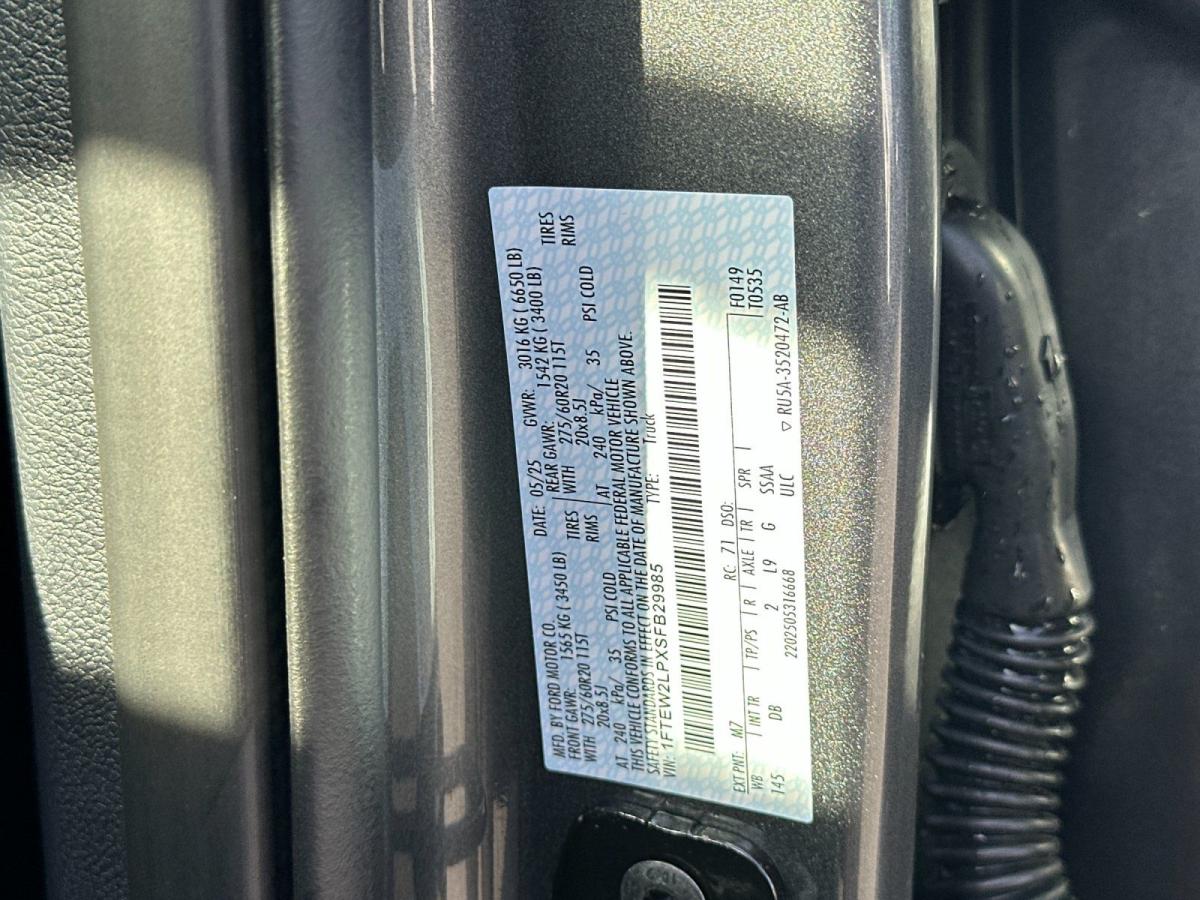 MFD. BY FORD MOTOR CO.
DATE: 05/25 GVWR: 3016 KG ( 6650 LB)
FRONT GAWR: 1565 KG ( 3450 LB)
REAR GAWR: 1542 KG ( 3400 LB)
WITH 275/60R20 115T TIRES
WITH 275/60R20 115T TIRES
20x8.5J RIMS
20x8.5J RIMS
AT 240 kPa/ 35 PSI COLD
AT 240 kPa/ 35 PSI COLD
THIS VEHICLE CONFORMS TO ALL APPLICABLE FEDERAL MOTOR VEHICLE
SAFETY STANDARDS IN EFFECT ON THE DATE OF MANUFACTURE SHOWN ABOVE.
VIN: 1FTEW2LPXSFB29985 TYPE: Truck
EXT PNT: M7 RC: 71 DSO: F0149
WB INT TR TP/PS R AXLE TR SPR T0535
145 DB 2 L9 G SSAA
2202505316668 ULC ▽ RU5A-3520472-AB